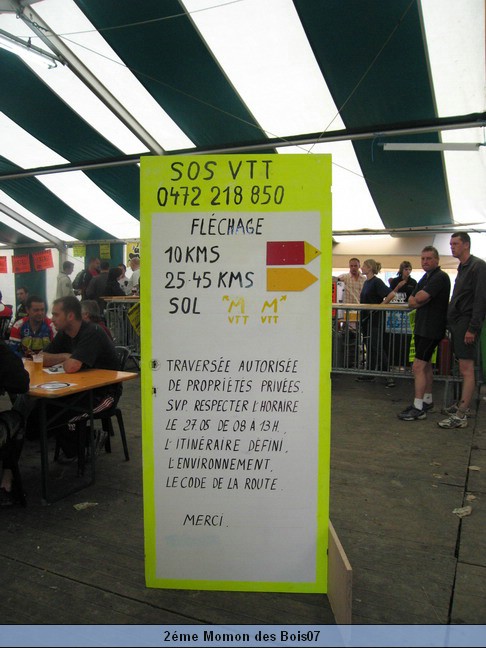 SOS VTT
0472 218 850
FLÉCHAGE
10 KMS
25-45 KMS
SOL M VTT M VTT
TRAVERSÉE AUTORISÉE
DE PROPRIÉTES PRIVÉES.
SVP. RESPECTER L'HORAIRE
LE 27.05 DE 08 A 13H.
L'ITINÉRAIRE DÉFINI,
L'ENVIRONNEMENT,
LE CODE DE LA ROUTE.
MERCI.
2éme Momon des Bois07